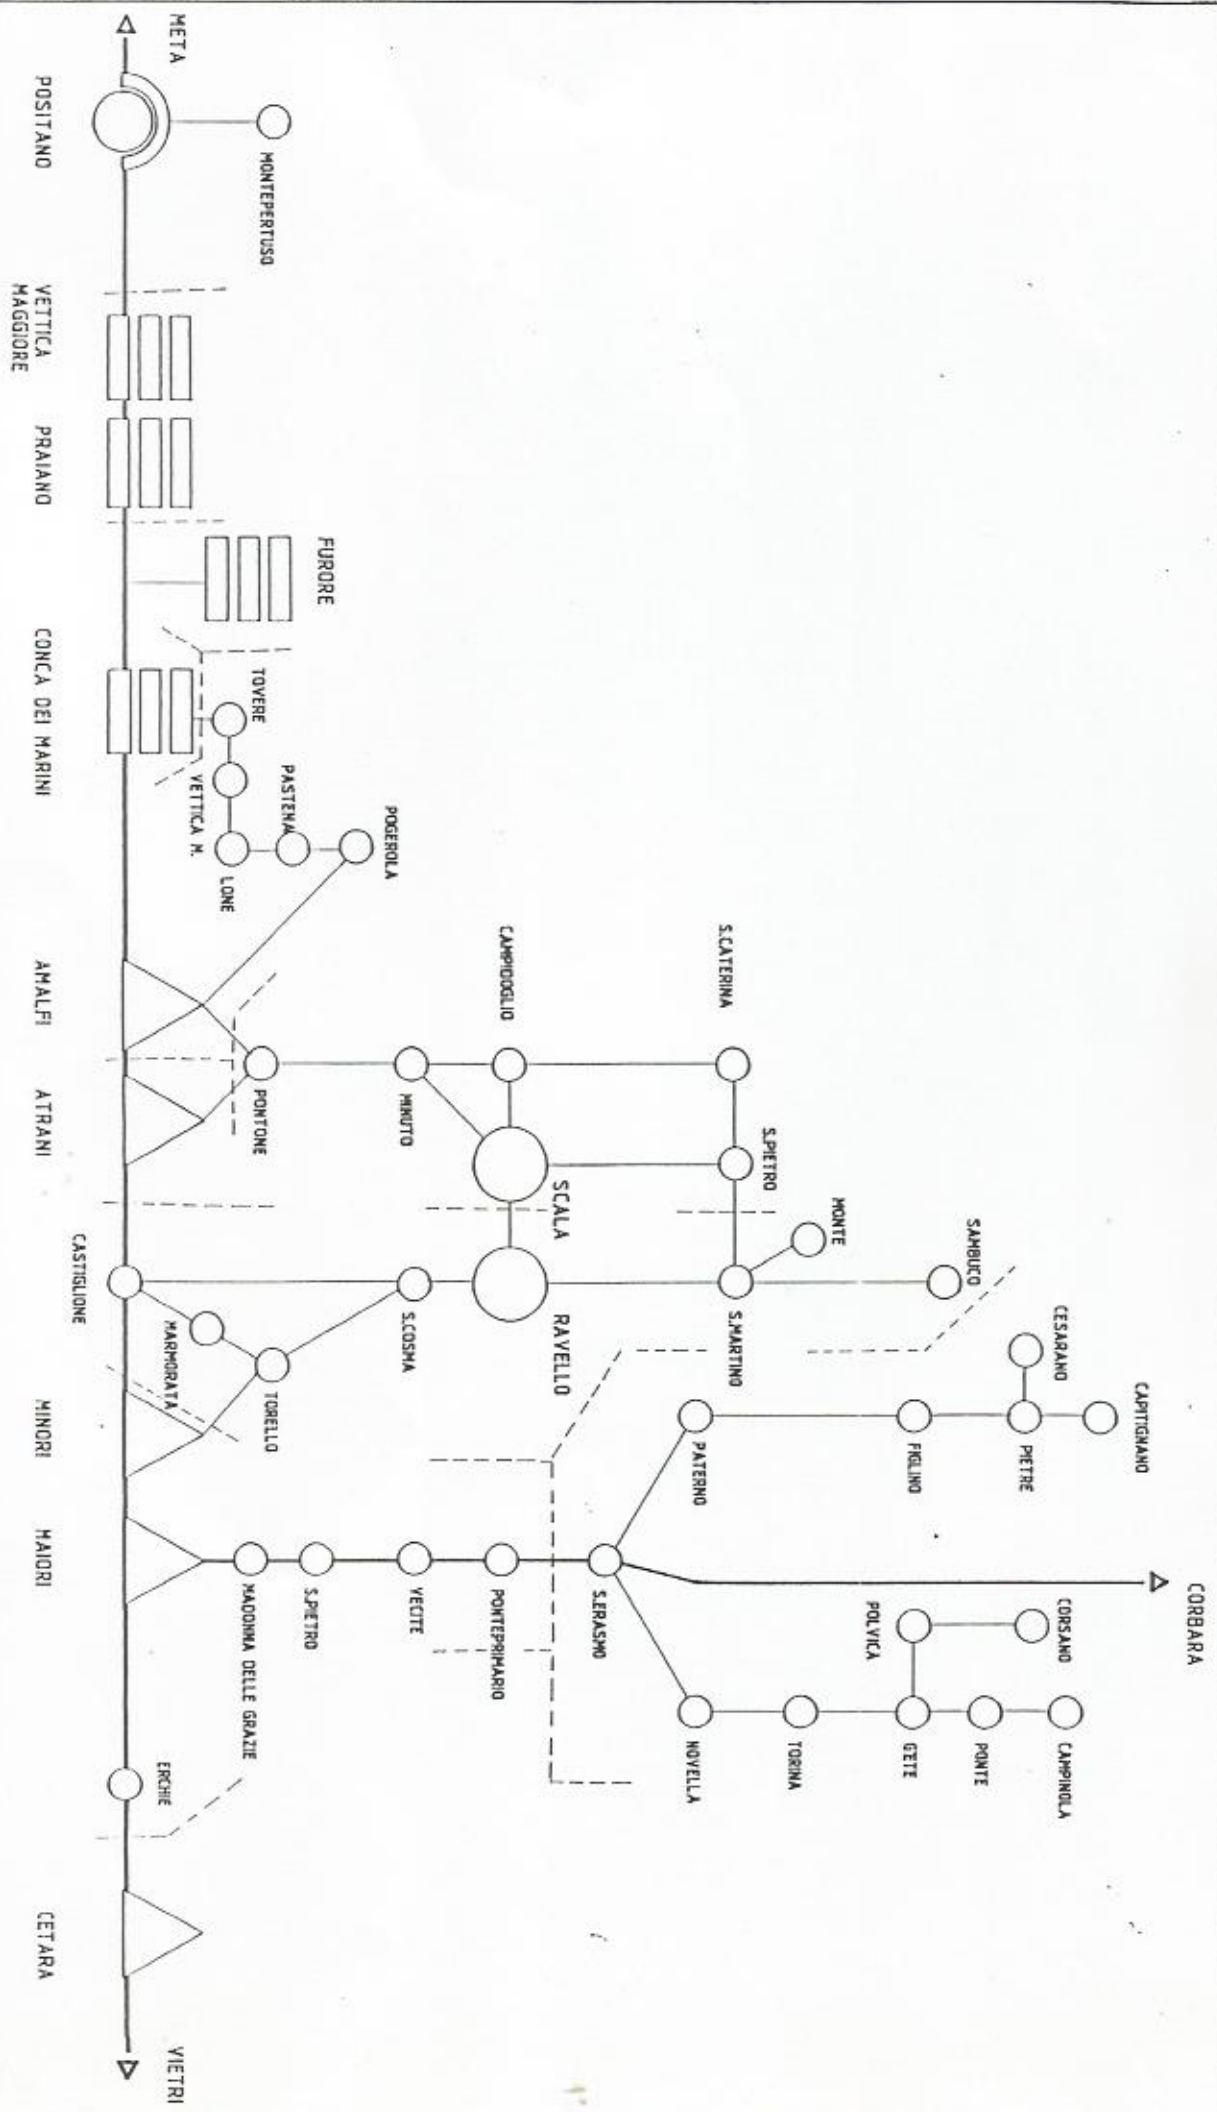 META
POSITANO
MONTEPERTUSO
VETTICA
MAGGIORE
PRAIANO
FURORE
CONCA DEI MARINI
TOVERE
VETTICA M.
PASTENA
LONE
POGEROLA
AMALFI
ATRANI
PONTONE
MINUTO
CAMPIDOGLIO
S.CATERINA
SCALA
S.PIETRO
MONTE
SAMBUCO
CASTIGLIONE
MARMORATA
TORELLO
S.COSMA
RAVELLO
S.MARTINO
CESARANO
CAPITIGNANO
MINORI
PATERNO
FIGLINO
PIETRE
MAIORI
MADONNA DELLE GRAZIE
S.PIETRO
VECITE
PONTEPRIMARIO
S.ERASMO
CORBARA
POLVICA
CORSANO
NOVELLA
TORINA
GETE
PONTE
CAMPINOLA
ERCHIE
CETARA
VIETRI